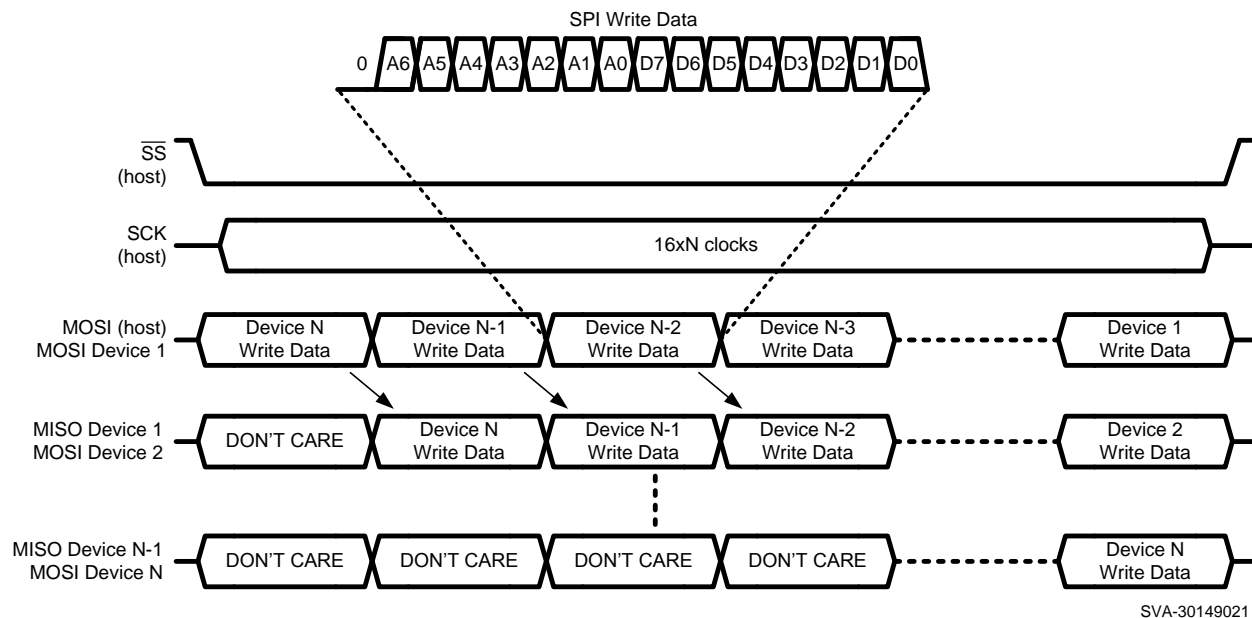 SPI Write Data
0 A6 A5 A4 A3 A2 A1 A0 D7 D6 D5 D4 D3 D2 D1 D0
SS
(host)
SCK
(host)
16xN clocks
MOSI (host)
MOSI Device 1
Device N
Write Data
Device N-1
Write Data
Device N-2
Write Data
Device N-3
Write Data
Device 1
Write Data
MISO Device 1
MOSI Device 2
DON'T CARE
Device N
Write Data
Device N-1
Write Data
Device N-2
Write Data
Device 2
Write Data
MISO Device N-1
MOSI Device N
DON'T CARE
DON'T CARE
DON'T CARE
DON'T CARE
Device N
Write Data
SVA-30149021